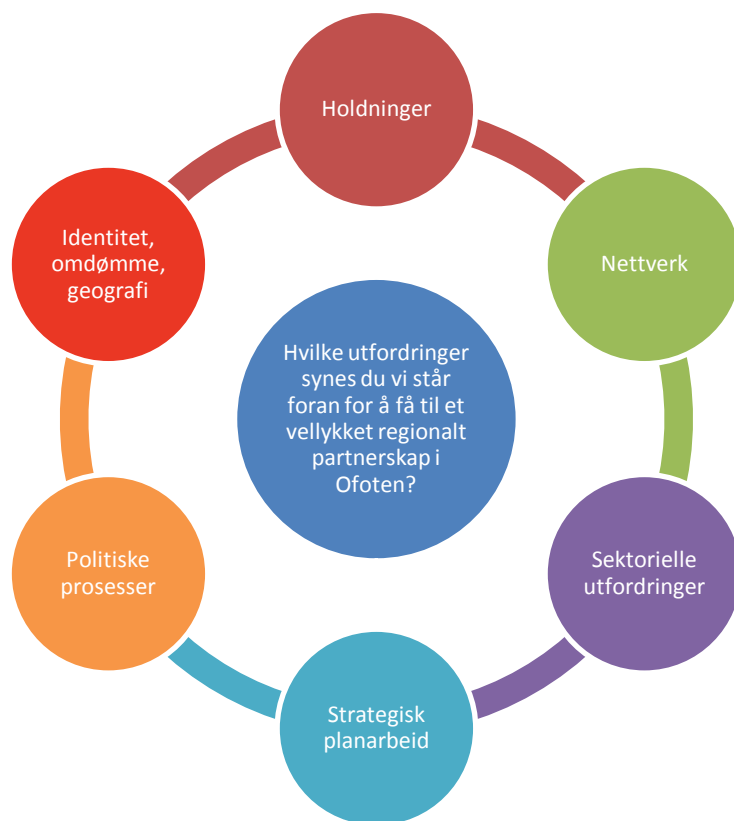 Holdninger
Identitet,
omdømme,
geografi
Nettverk
Hvilke utfordringer
synes du vi står
foran for å få til et
vellykket regionalt
partnerskap i
Ofoten?
Politiske
prosesser
Sektorielle
utfordringer
Strategisk
planarbeid